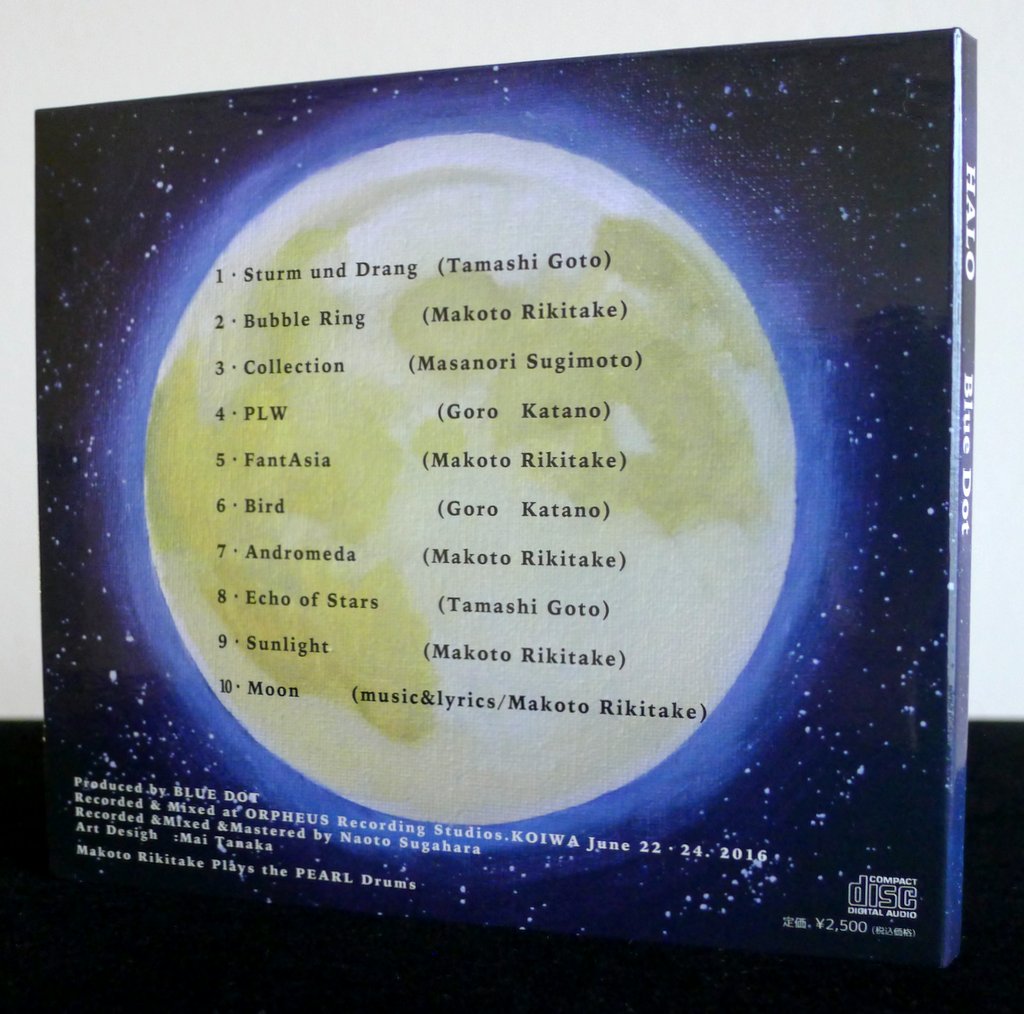 1・Sturm und Drang (Tamashi Goto)
2・Bubble Ring (Makoto Rikitake)
3・Collection (Masanori Sugimoto)
4・PLW (Goro Katano)
5・FantAsia (Makoto Rikitake)
6・Bird (Goro Katano)
7・Andromeda (Makoto Rikitake)
8・Echo of Stars (Tamashi Goto)
9・Sunlight (Makoto Rikitake)
10・Moon (music&lyrics/Makoto Rikitake)
Produced by BLUE DOT
Recorded & Mixed at ORPHEUS Recording Studios.KOIWA June 22・24. 2016
Recorded &Mixed &Mastered by Naoto Sugahara
Art Desigh :Mai Tanaka
Makoto Rikitake Plays the PEARL Drums
COMPACT
disc
DIGITAL AUDIO
定価。¥2,500 (税込価格)
HALO Blue Dot